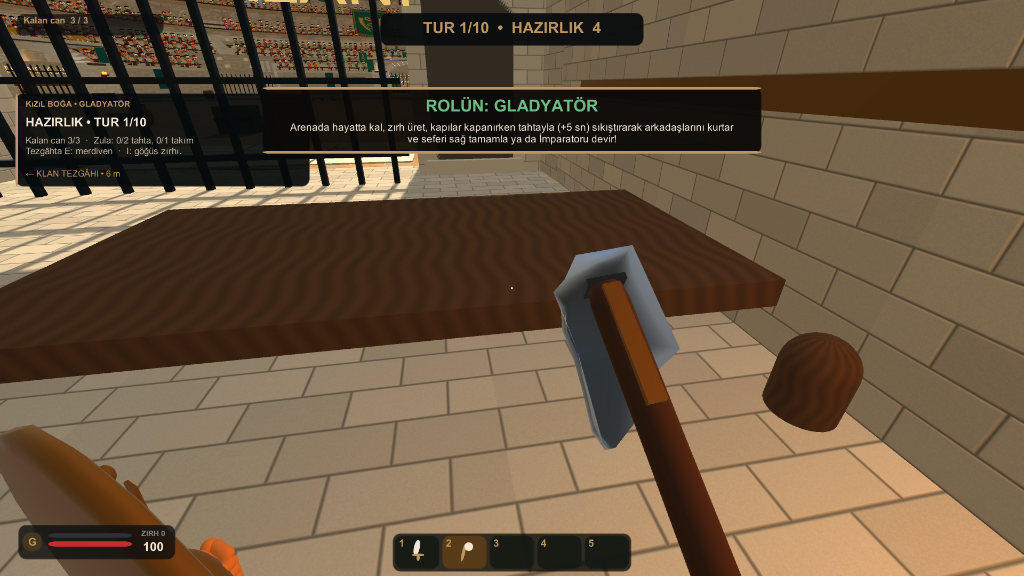 Kalan can 3 / 3
TUR 1/10 • HAZIRLIK 4
KIZIL BOĞA • GLADYATÖR
HAZIRLIK • TUR 1/10
Kalan can 3/3 · Zula: 0/2 tahta, 0/1 takım
Tezgâhta E: merdiven · I: göğüs zırhı.
← KLAN TEZGÂHI • 6 m
ROLÜN: GLADYATÖR
Arenada hayatta kal, zırh üret, kapılar kapanırken tahtayla (+5 sn) sıkıştırarak arkadaşlarını kurtar
ve seferi sağ tamamla ya da İmparatoru devir!
G
ZIRH 0
100
1 2 3 4 5